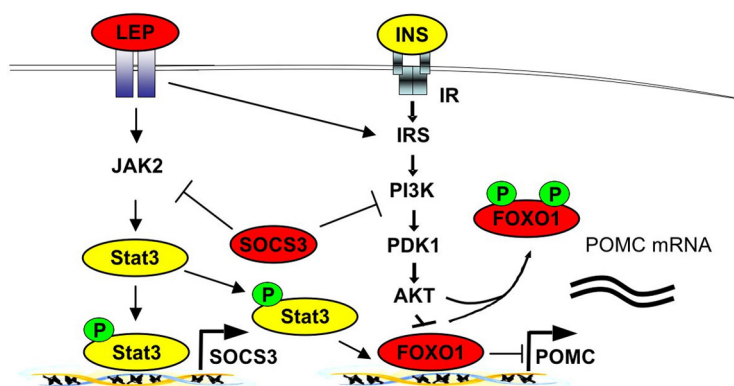 LEP
INS
IR
IRS
JAK2
PI3K
P
P
FOXO1
SOCS3
PDK1
POMC mRNA
Stat3
AKT
P
Stat3
P
Stat3
SOCS3
FOXO1
POMC